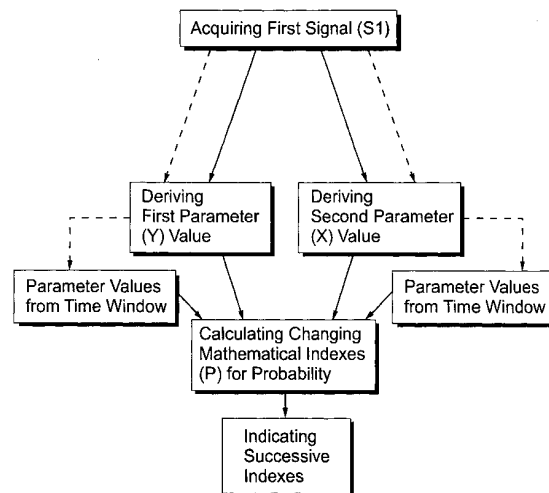 Acquiring First Signal (S1)
Deriving
First Parameter
(Y) Value
Deriving
Second Parameter
(X) Value
Parameter Values
from Time Window
Parameter Values
from Time Window
Calculating Changing
Mathematical Indexes
(P) for Probability
Indicating
Successive
Indexes